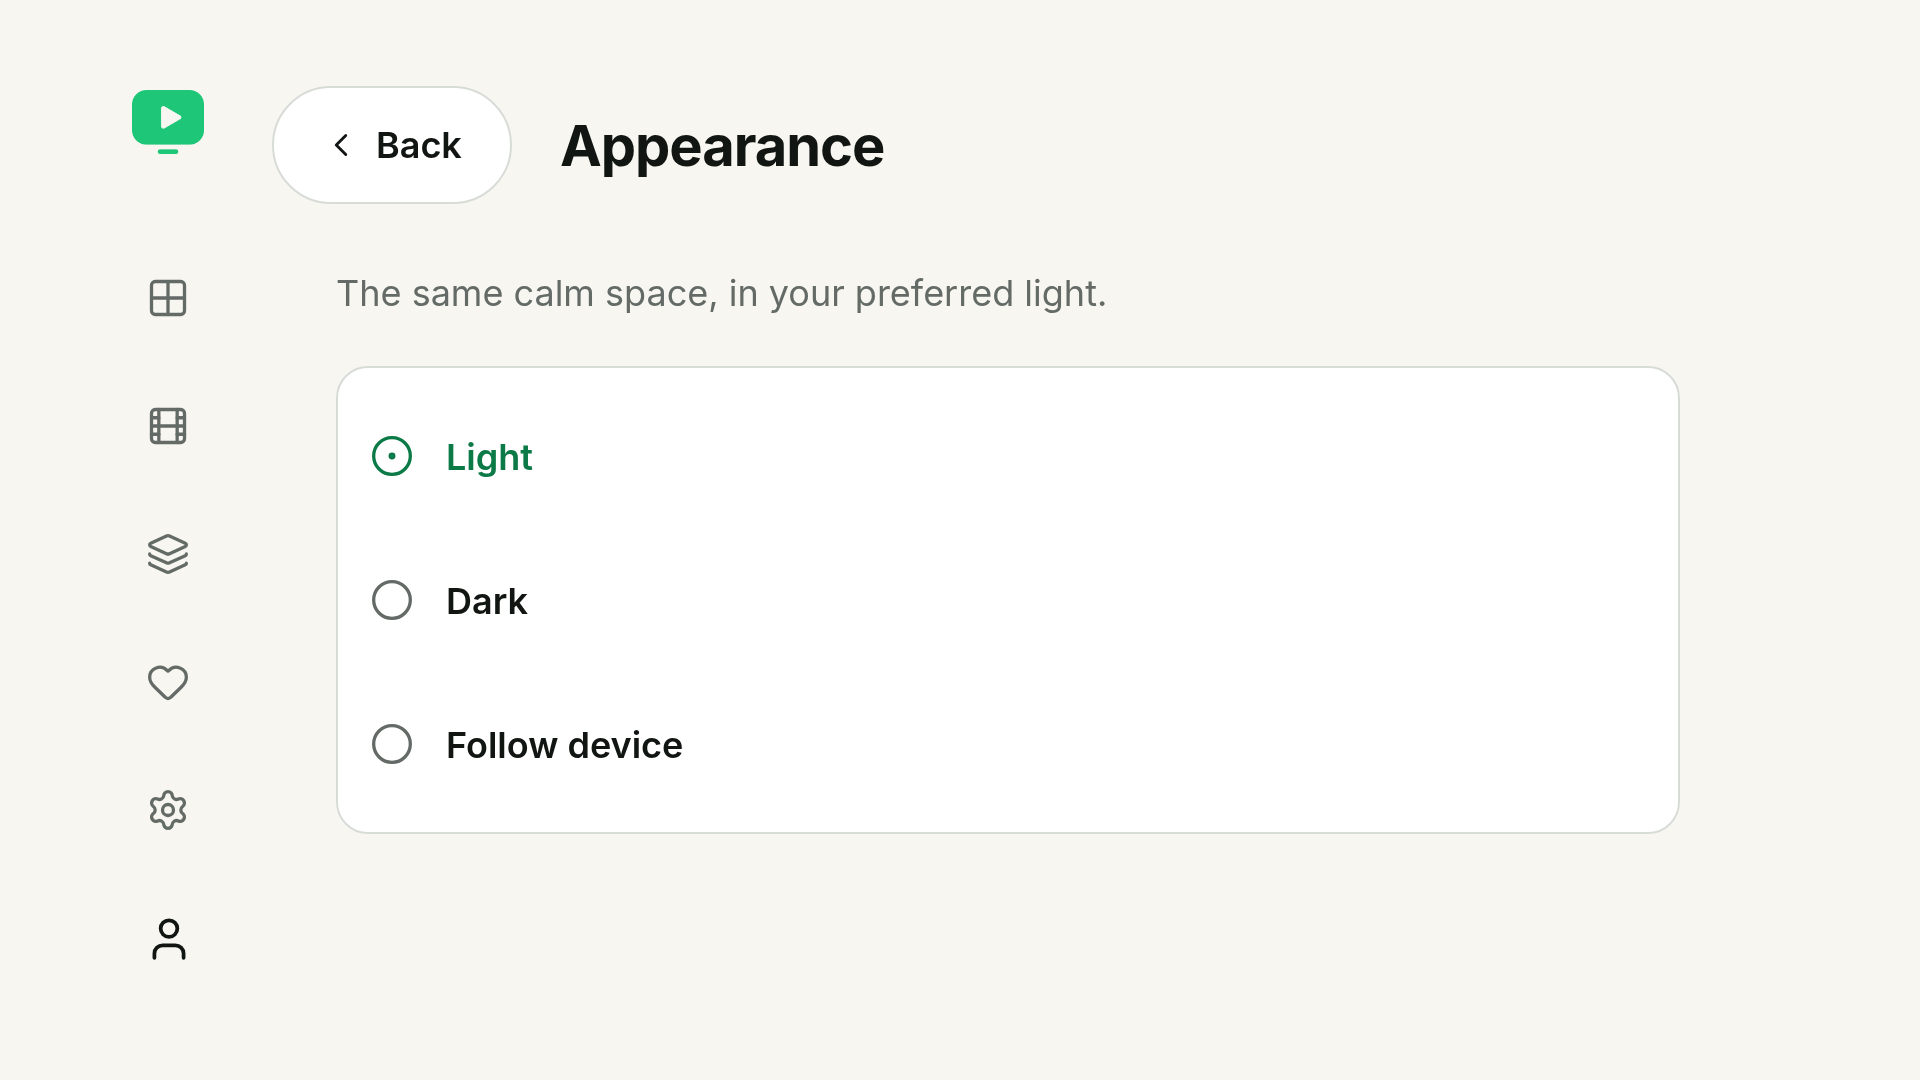 Back
Appearance
The same calm space, in your preferred light.
Light
Dark
Follow device